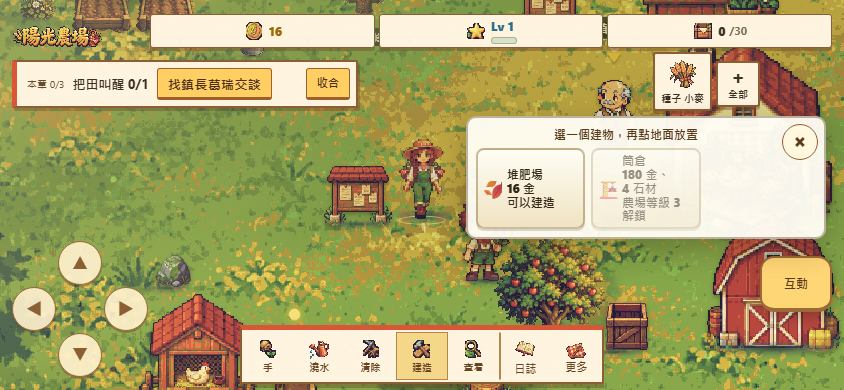 陽光農場
16
Lv 1
0 /30
本章 0/3 把田叫醒 0/1
找鎮長葛瑞交談
收合
種子 小麥
+
全部
選一個建物，再點地面放置
堆肥場
16 金
可以建造
筒倉
180 金、
4 石材
農場等級 3
解鎖
互動
手
澆水
清除
建造
查看
日誌
更多